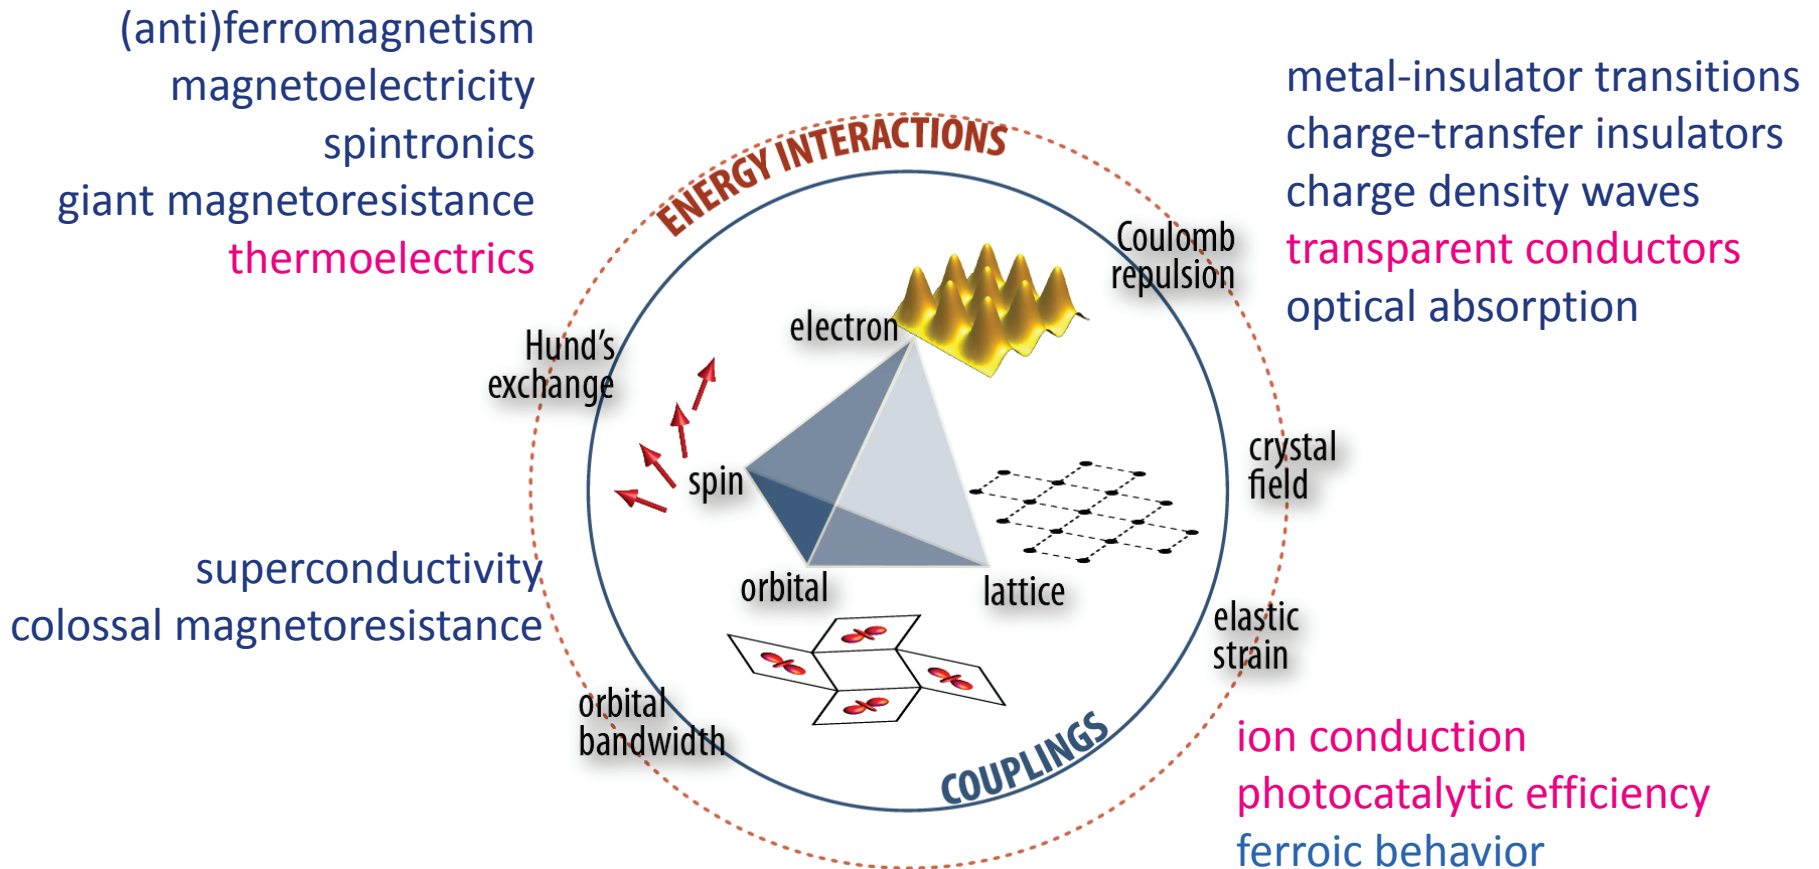 (anti)ferromagnetism
magnetoelectricity
spintronics
giant magnetoresistance
thermoelectrics
metal-insulator transitions
charge-transfer insulators
charge density waves
transparent conductors
optical absorption
ENERGY INTERACTIONS
Coulomb
repulsion
electron
Hund's
exchange
spin
crystal
field
orbital
lattice
superconductivity
colossal magnetoresistance
elastic
strain
orbital
bandwidth
COUPLINGS
ion conduction
photocatalytic efficiency
ferroic behavior